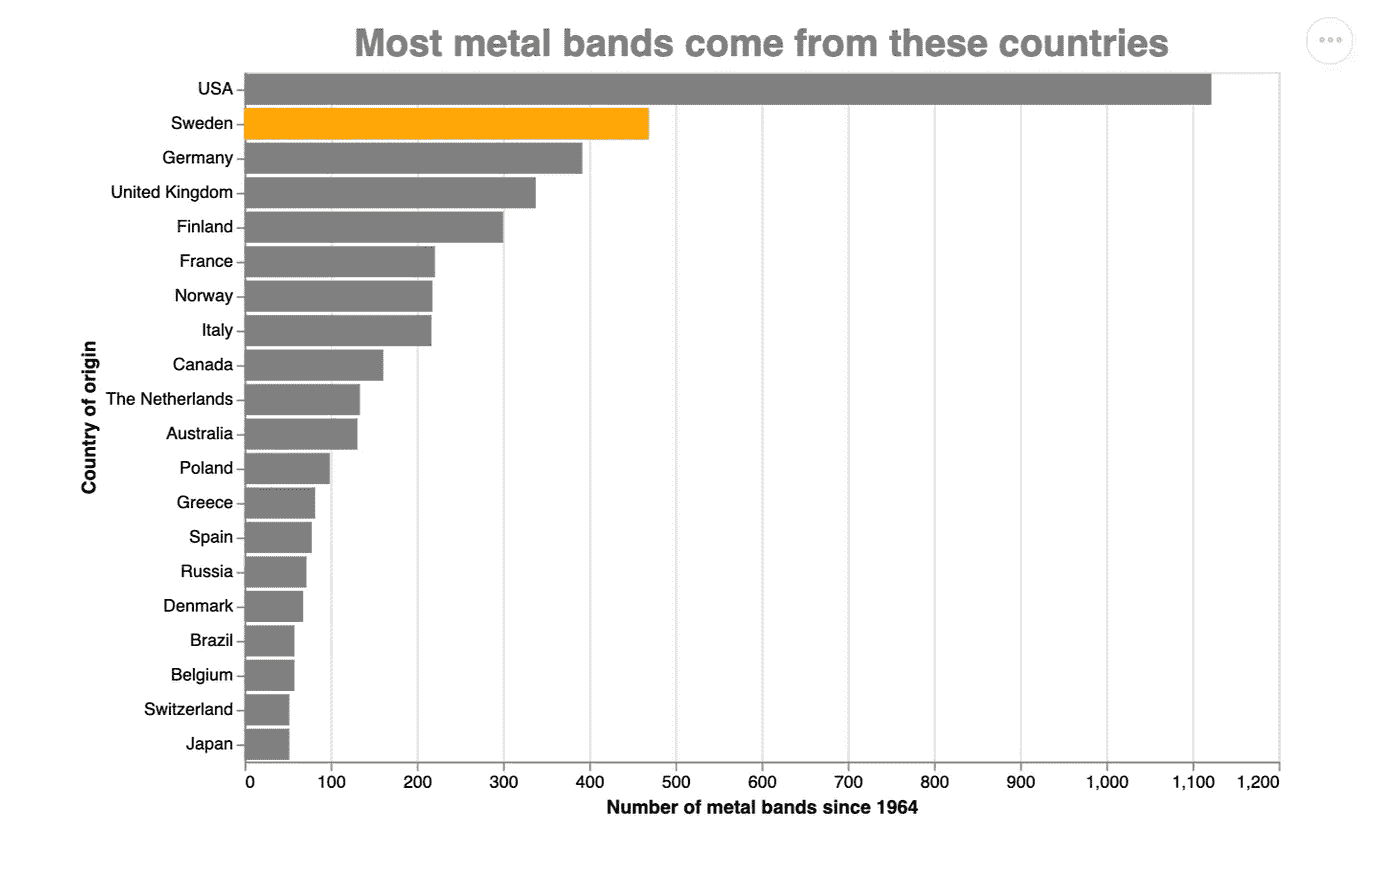 Most metal bands come from these countries
USA
Sweden
Germany
United Kingdom
Finland
France
Norway
Italy
Canada
The Netherlands
Australia
Poland
Greece
Spain
Russia
Denmark
Brazil
Belgium
Switzerland
Japan
Country of origin
0 100 200 300 400 500 600 700 800 900 1,000 1,100 1,200
Number of metal bands since 1964